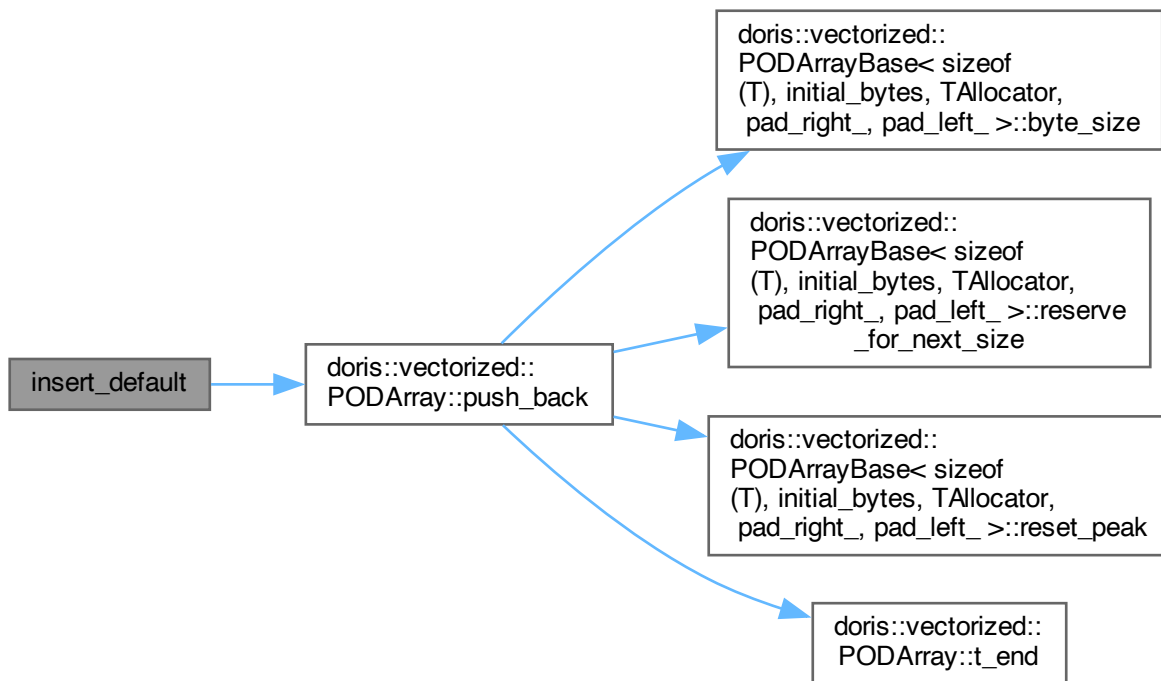 insert_default
doris::vectorized::
PODArray::push_back
doris::vectorized::
PODArrayBase< sizeof
(T), initial_bytes, TAllocator,
pad_right_, pad_left_ >::byte_size
doris::vectorized::
PODArrayBase< sizeof
(T), initial_bytes, TAllocator,
pad_right_, pad_left_ >::reserve
_for_next_size
doris::vectorized::
PODArrayBase< sizeof
(T), initial_bytes, TAllocator,
pad_right_, pad_left_ >::reset_peak
doris::vectorized::
PODArray::t_end